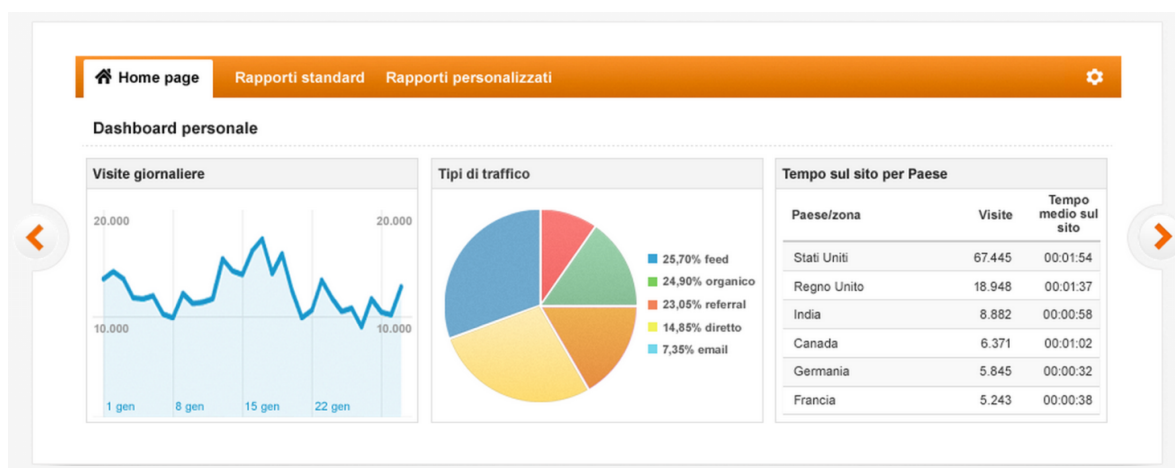 Home page Rapporti standard Rapporti personalizzati
Dashboard personale
Visite giornaliere
20.000 20.000
10.000 10.000
1 gen 8 gen 15 gen 22 gen
Tipi di traffico
25,70% feed
24,90% organico
23,05% referral
14,85% diretto
7,35% email
Tempo sul sito per Paese
Paese/zona Visite Tempo medio sul sito
Stati Uniti 67.445 00:01:54
Regno Unito 18.948 00:01:37
India 8.882 00:00:58
Canada 6.371 00:01:02
Germania 5.845 00:00:32
Francia 5.243 00:00:38